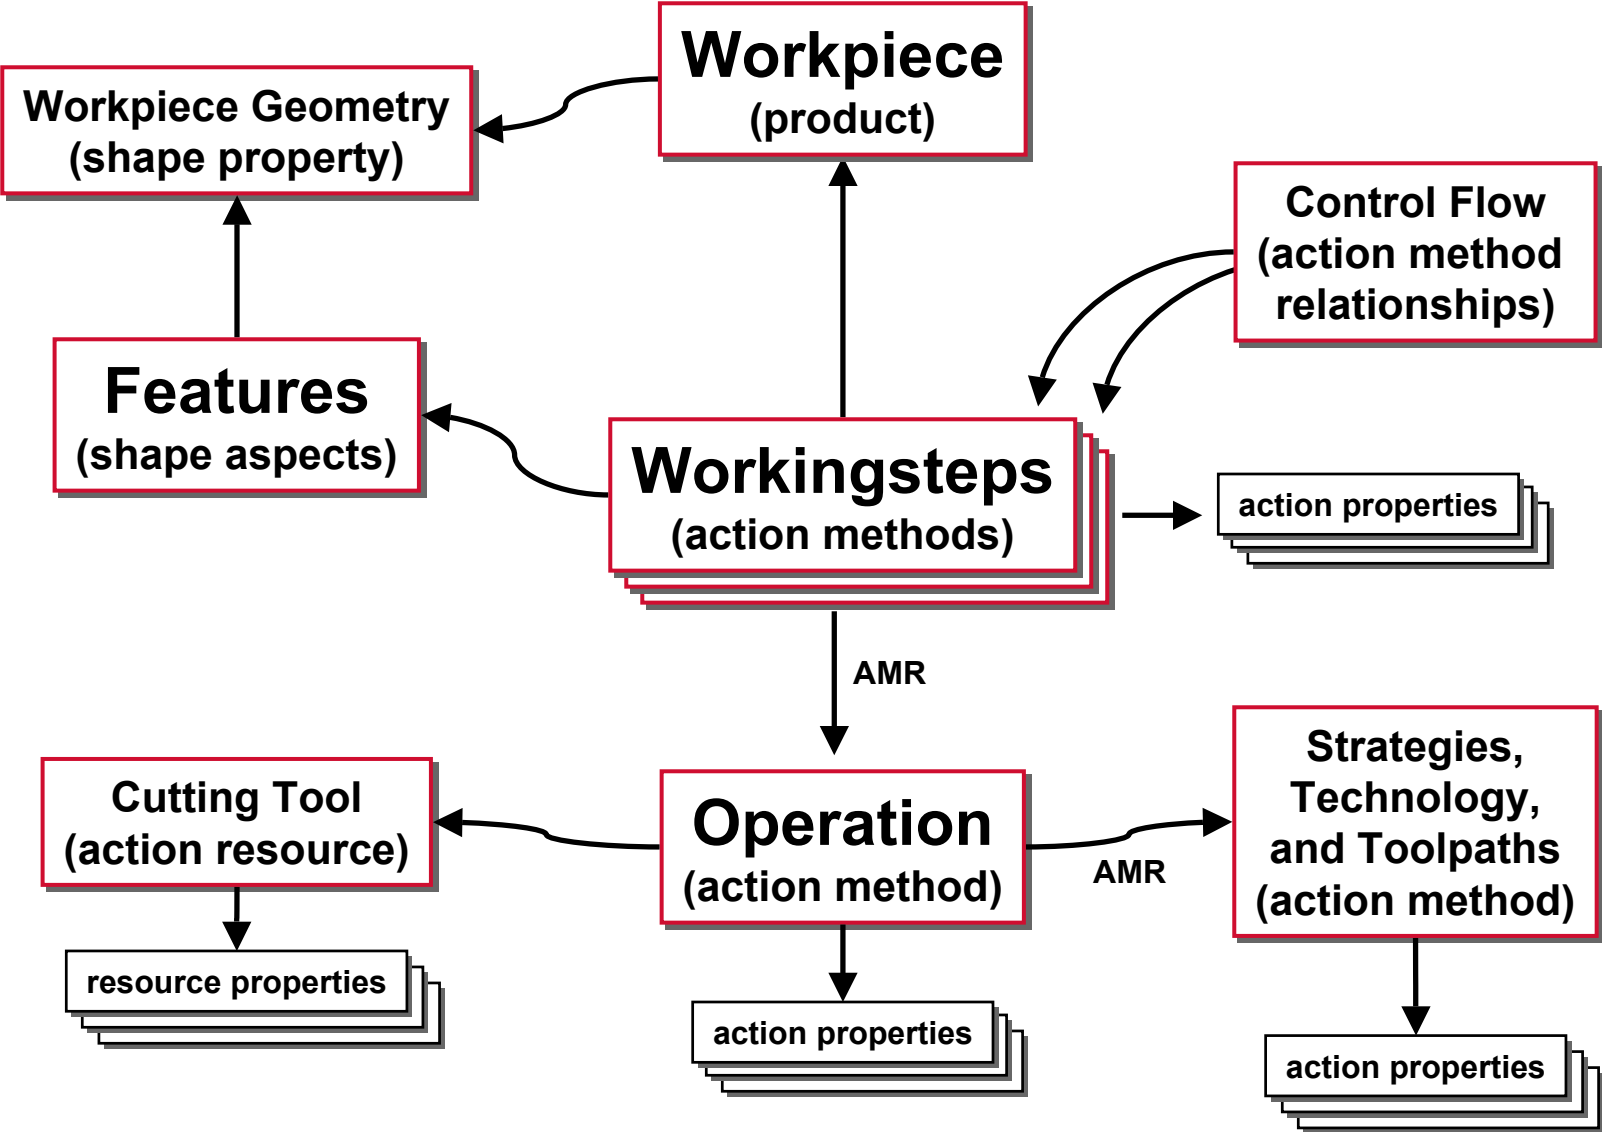 Workpiece
(product)
Workpiece Geometry
(shape property)
Control Flow
(action method
relationships)
Features
(shape aspects)
Workingsteps
(action methods)
action properties
AMR
Cutting Tool
(action resource)
Operation
(action method)
AMR
Strategies,
Technology,
and Toolpaths
(action method)
resource properties
action properties
action properties